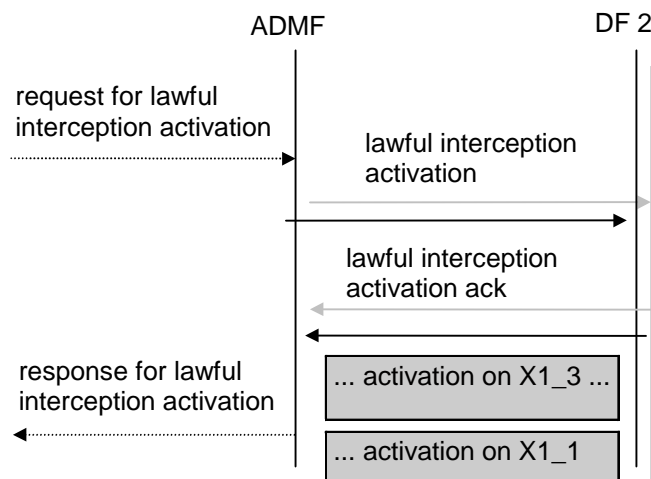 ADMF
DF 2
request for lawful
interception activation
lawful interception
activation
lawful interception
activation ack
response for lawful
interception activation
... activation on X1_3 ...
... activation on X1_1